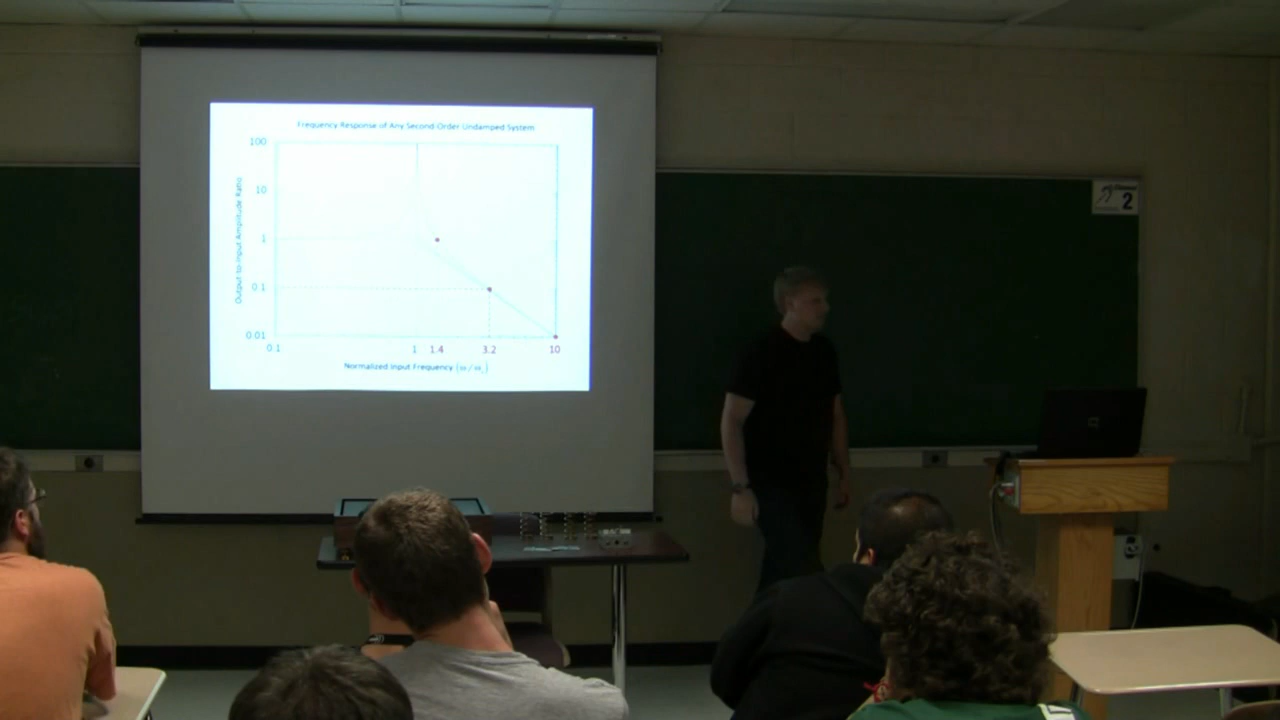 Frequency Response of Any Second-Order Undamped System
100
10
1
0.1
0.01
Output-to-Input Amplitude Ratio
0.1 1 1.4 3.2 10
Normalized Input Frequency
2